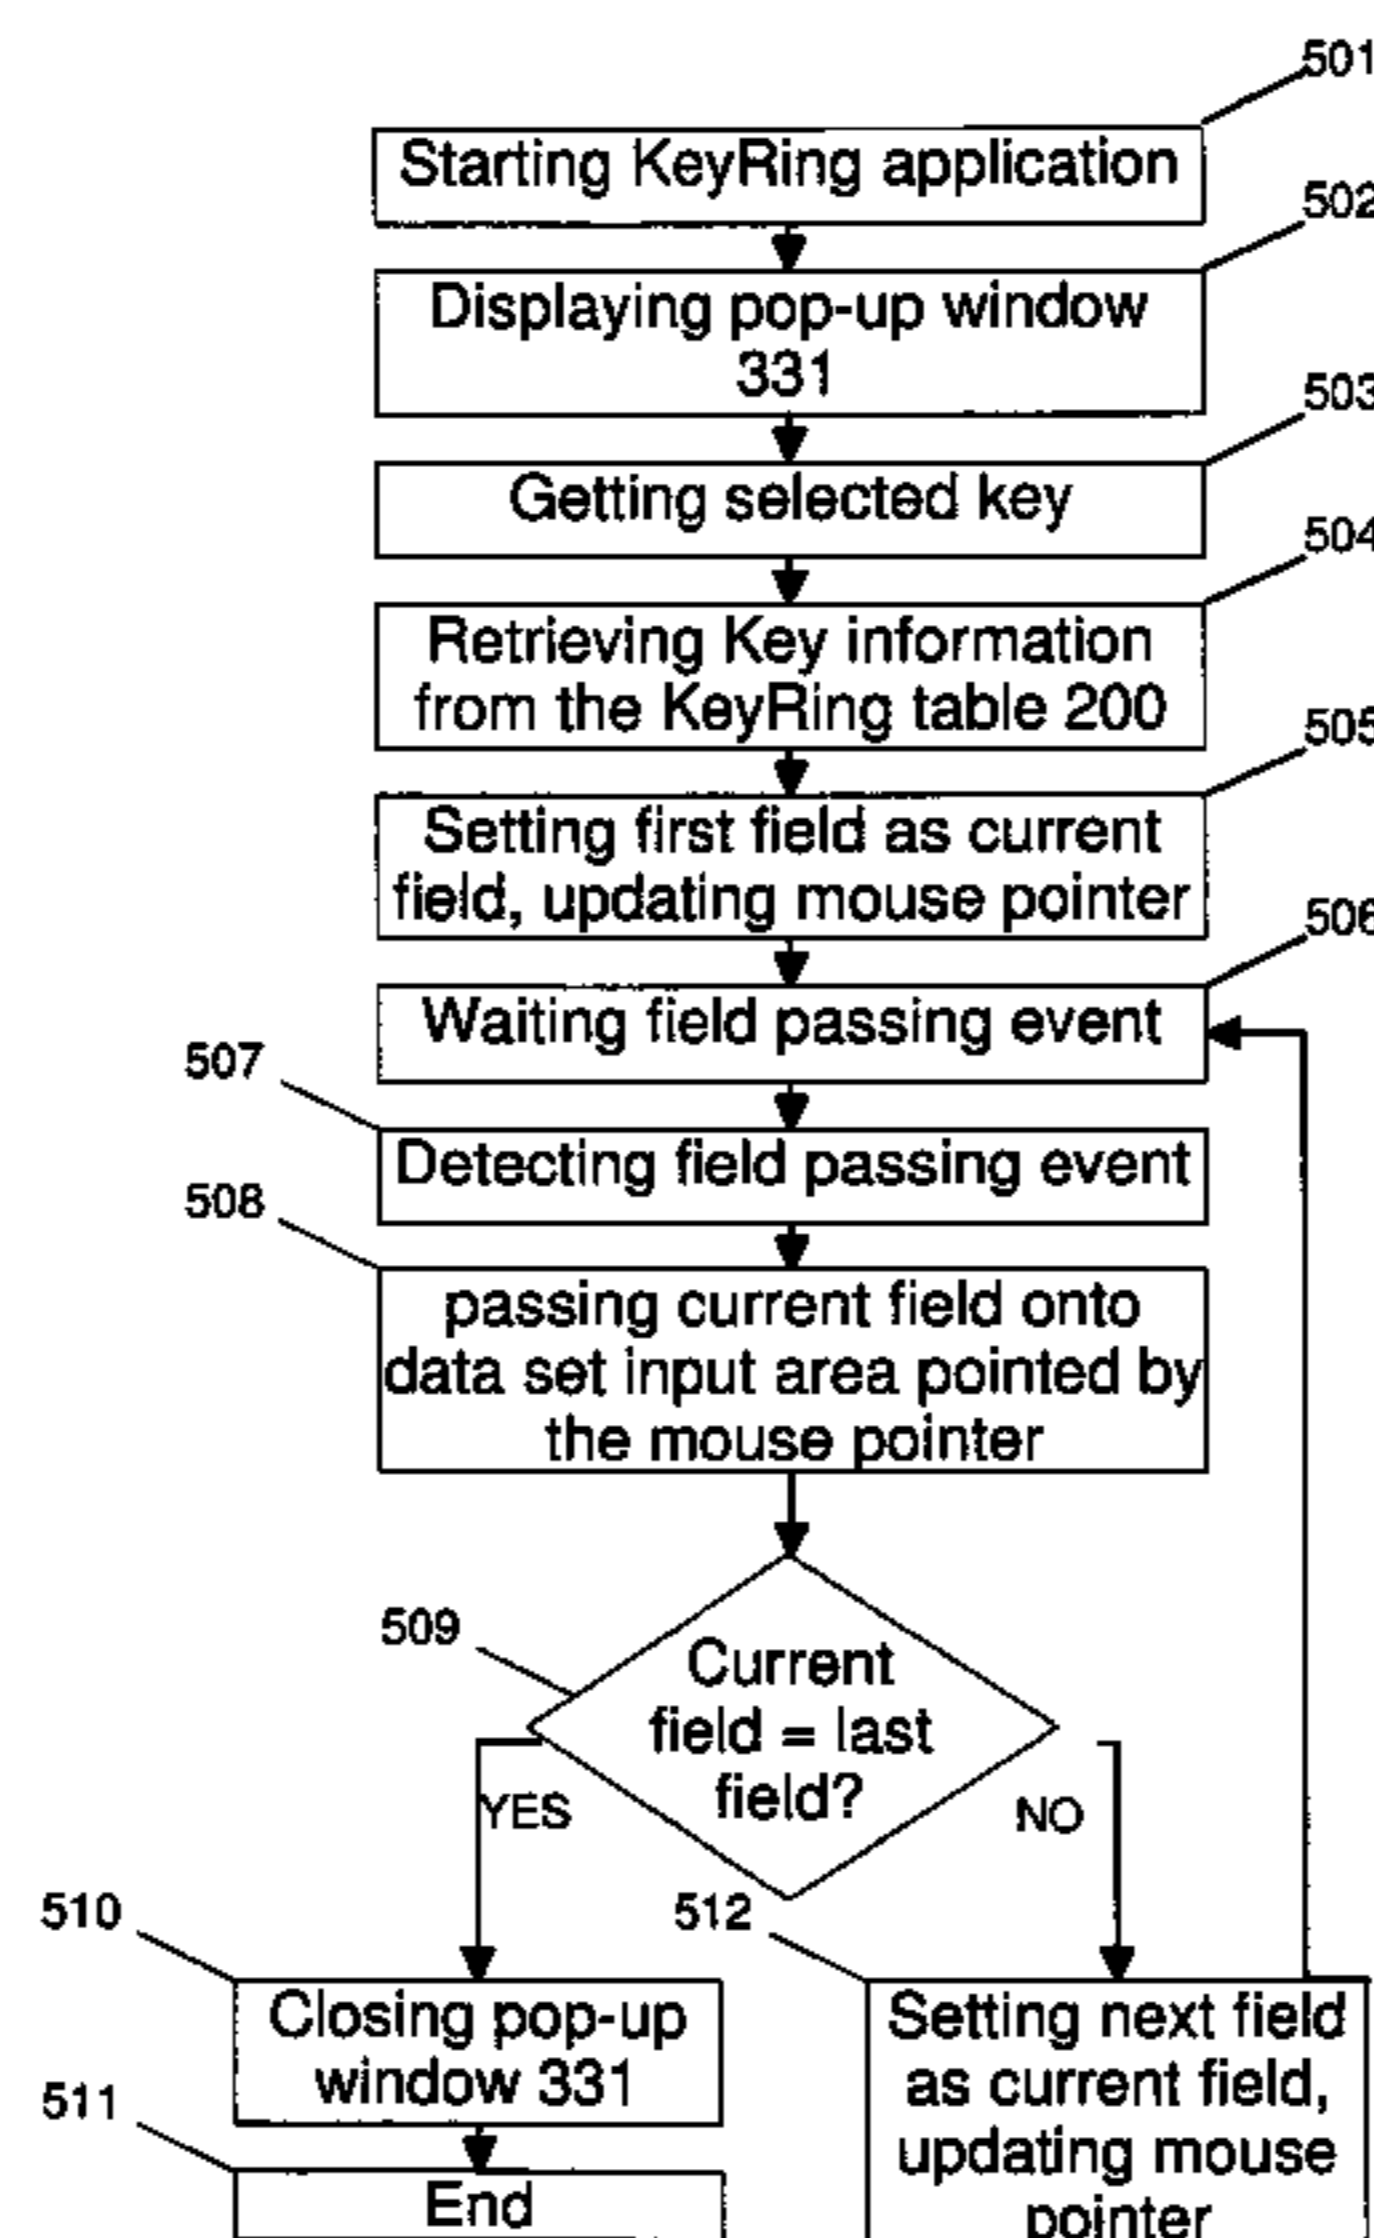 501
Starting KeyRing application
502
Displaying pop-up window
331
503
Getting selected key
504
Retrieving Key information
from the KeyRing table 200
505
Setting first field as current
field, updating mouse pointer
506
Waiting field passing event
507
Detecting field passing event
508
passing current field onto
data set input area pointed by
the mouse pointer
509
Current
field = last
field?
YES
NO
510
512
Closing pop-up
window 331
Setting next field
as current field,
updating mouse
pointer
511
End